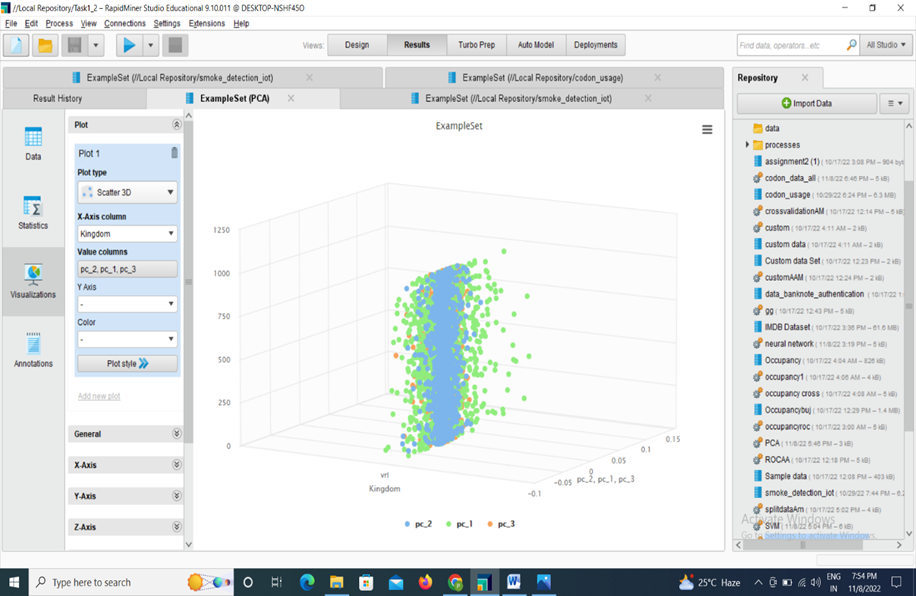 //Local Repository/Task1_2 – RapidMiner Studio Educational 9.10.011 @ DESKTOP-NSHF4SO
File Edit Process View Connections Settings Extensions Help
Views: Design Results Turbo Prep Auto Model Deployments Find data, operators...etc All Studio
ExampleSet (//Local Repository/smoke_detection_iot) ExampleSet (//Local Repository/codon_usage)
Result History ExampleSet (PCA) ExampleSet (//Local Repository/smoke_detection_iot)
Repository
Import Data
Data
Statistics
Visualizations
Annotations
Plot
Plot 1
Plot type
Scatter 3D
X-Axis column
Kingdom
Value columns
pc_2, pc_1, pc_3
Y Axis
-
Color
-
Plot style
Add new plot
General
X-Axis
Y-Axis
Z-Axis
ExampleSet
1250
1000
750
500
250
0
vrl
Kingdom
-0.1
-0.05
0
0.05
0.1
0.15
pc_2, pc_1, pc_3
pc_2 pc_1 pc_3
data
processes
assignment2 (1) (10/17/22 3:08 PM – 904 byt
codon_data_all (11/8/22 6:46 PM – 5 kB)
codon_usage (10/29/22 6:24 PM – 6.3 MB)
crossvalidationAM (10/17/22 12:14 PM – 5 kB
custom (10/17/22 4:11 AM – 2 kB)
custom data (10/17/22 4:11 AM – 2 kB)
Custom data Set (10/17/22 12:23 PM – 2 kB)
customAAM (10/17/22 12:24 PM – 2 kB)
data_banknote_authentication (10/17/22 1
gg (10/17/22 12:43 PM – 5 kB)
IMDB Dataset (10/17/22 3:36 PM – 61.6 MB)
neural network (11/8/22 3:19 PM – 5 kB)
Occupancy (10/17/22 4:04 AM – 826 kB)
occupancy1 (10/17/22 4:06 AM – 4 kB)
occupancy cross (10/17/22 4:08 AM – 6 kB)
Occupancybuj (10/17/22 12:29 PM – 1.4 MB)
occupancyroc (10/17/22 3:00 AM – 5 kB)
PCA (11/8/22 5:46 PM – 3 kB)
ROCAA (10/17/22 12:18 PM – 5 kB)
Sample data (10/17/22 12:08 PM – 403 kB)
smoke_detection_iot (10/29/22 7:44 PM – 5.2
splitdataAm (10/17/22 5:02 PM – 4 kB)
SVM
Activate Windows
Go to Settings to activate Windows.
Type here to search
25°C Haze
ENG
IN
7:54 PM
11/8/2022